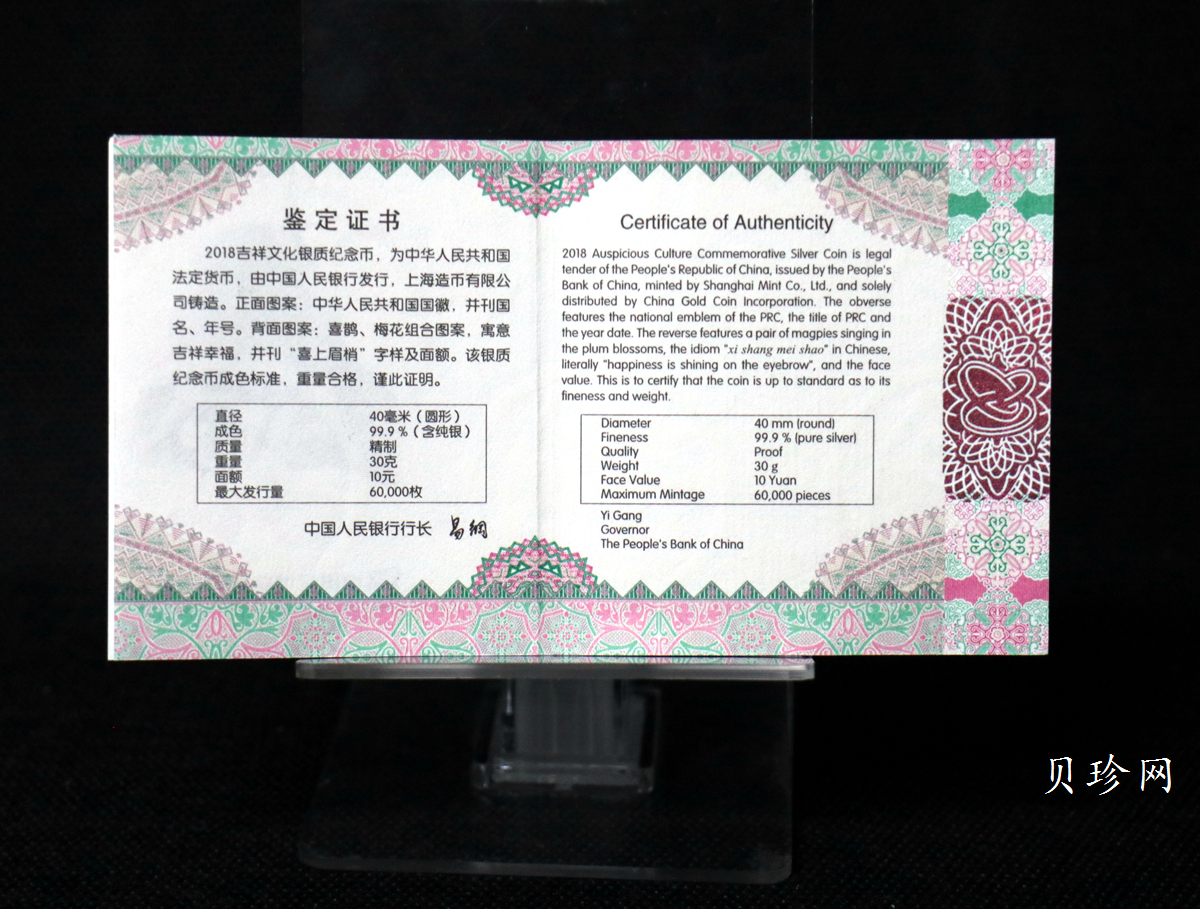 鉴定证书
2018吉祥文化银质纪念币，为中华人民共和国
法定货币，由中国人民银行发行，上海造币有限公
司铸造。正面图案：中华人民共和国国徽，并刊国
名、年号。背面图案：喜鹊、梅花组合图案，寓意
吉祥幸福，并刊“喜上眉梢”字样及面额。该银质
纪念币成色标准，重量合格，谨此证明。
直径 40毫米（圆形）
成色 99.9％（含纯银）
质量 精制
重量 30克
面额 10元
最大发行量 60,000枚
中国人民银行行长 易纲
Certificate of Authenticity
2018 Auspicious Culture Commemorative Silver Coin is legal
tender of the People's Republic of China, issued by the People's
Bank of China, minted by Shanghai Mint Co., Ltd., and solely
distributed by China Gold Coin Incorporation. The obverse
features the national emblem of the PRC, the title of PRC and
the year date. The reverse features a pair of magpies singing in
the plum blossoms, the idiom "xi shang mei shao" in Chinese,
literally "happiness is shining on the eyebrow", and the face
value. This is to certify that the coin is up to standard as to its
fineness and weight.
Diameter 40 mm (round)
Fineness 99.9 % (pure silver)
Quality Proof
Weight 30 g
Face Value 10 Yuan
Maximum Mintage 60,000 pieces
Yi Gang
Governor
The People's Bank of China
贝珍网